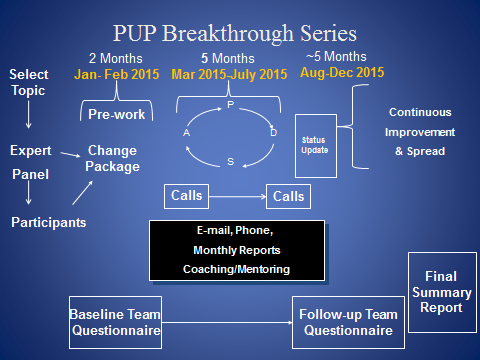 PUP Breakthrough Series
2 Months
Jan- Feb 2015
5 Months
Mar 2015-July 2015
~5 Months
Aug-Dec 2015
Select
Topic
Pre-work
Expert
Panel
Change
Package
Participants
P
A
D
S
Status
Update
Continuous
Improvement
& Spread
Calls
Calls
E-mail, Phone,
Monthly Reports
Coaching/Mentoring
Baseline Team
Questionnaire
Follow-up Team
Questionnaire
Final
Summary
Report